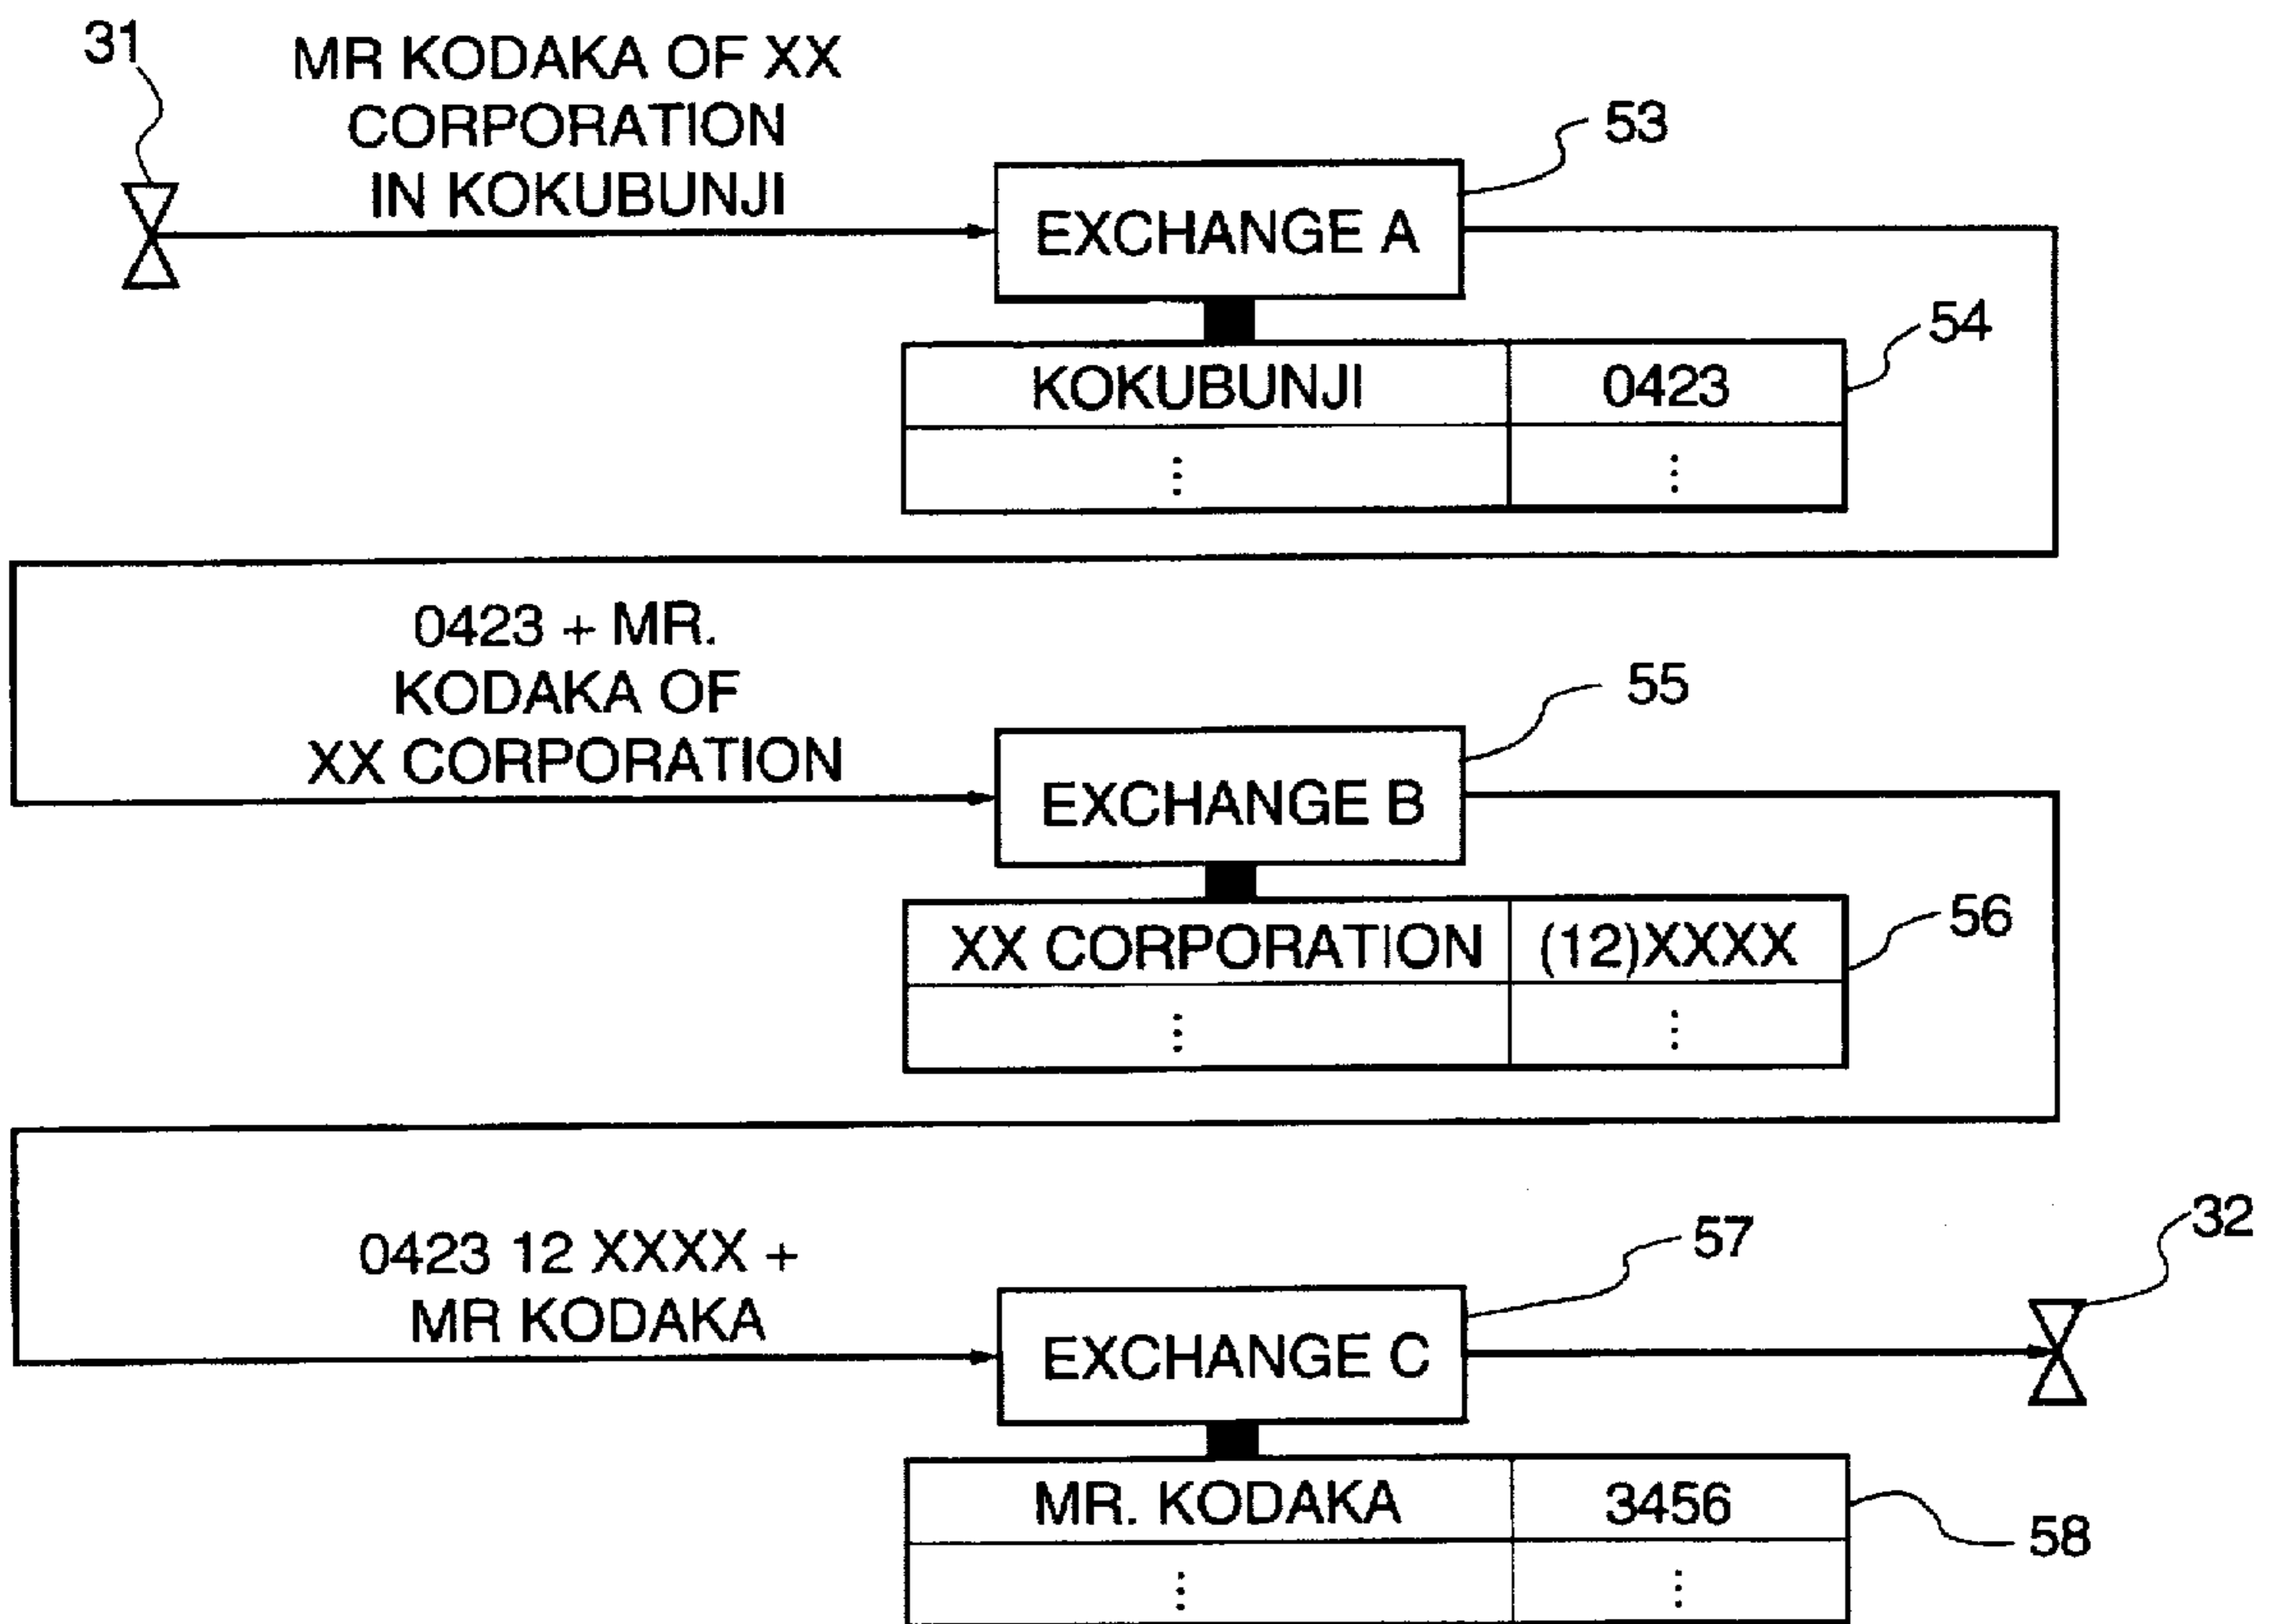 31
MR KODAKA OF XX
CORPORATION
IN KOKUBUNJI
53
EXCHANGE A
54
KOKUBUNJI 0423
⋮ ⋮
0423 + MR.
KODAKA OF
XX CORPORATION
55
EXCHANGE B
56
XX CORPORATION (12)XXXX
⋮ ⋮
0423 12 XXXX +
MR KODAKA
57
EXCHANGE C
32
MR. KODAKA 3456
58
⋮ ⋮